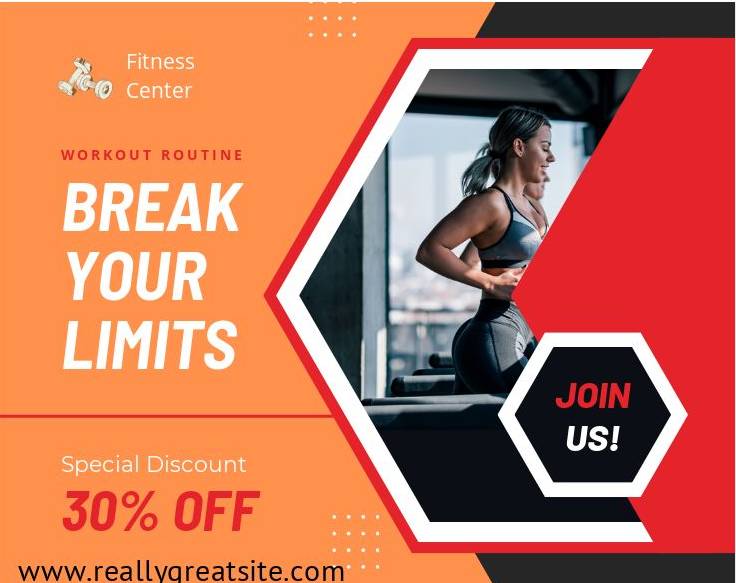 Fitness
Center
WORKOUT ROUTINE
BREAK
YOUR
LIMITS
JOIN
US!
Special Discount
30% OFF
www.reallygreatsite.com